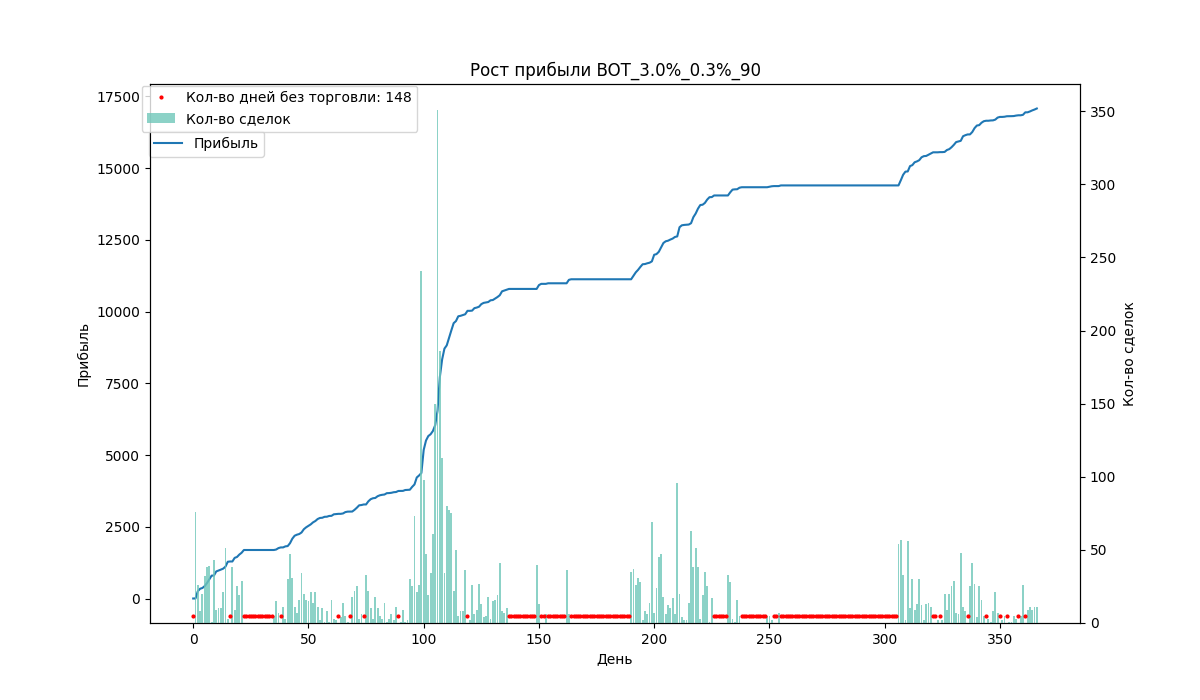 Рост прибыли BOT_3.0%_0.3%_90
Кол-во дней без торговли: 148
Кол-во сделок
Прибыль
17500
15000
12500
10000
7500
5000
2500
0
Прибыль
350
300
250
200
150
100
50
0
Кол-во сделок
0 50 100 150 200 250 300 350
День